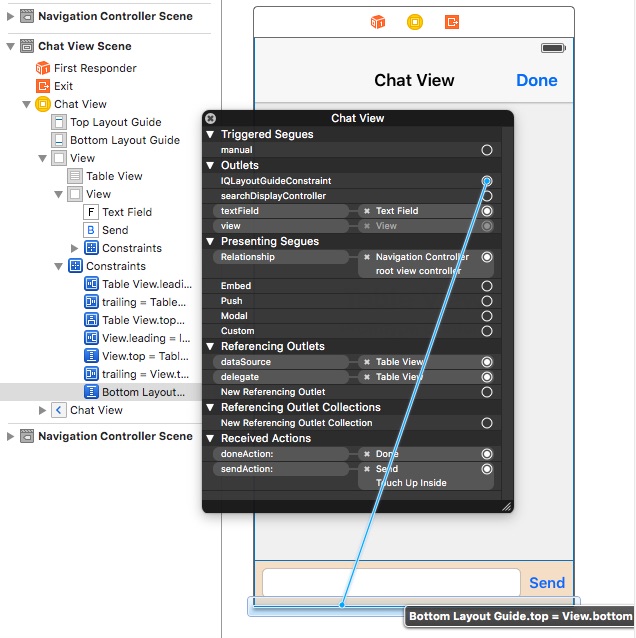 Navigation Controller Scene
Chat View Scene
First Responder
Exit
Chat View
Top Layout Guide
Bottom Layout Guide
View
Table View
View
F Text Field
B Send
Constraints
Constraints
Table View.leadi...
trailing = Table...
Table View.top...
View.leading = l...
View.top = Tabl...
trailing = View.t...
Bottom Layout...
Chat View
Navigation Controller Scene
Chat View
Done
Chat View
Triggered Segues
manual
Outlets
IQLayoutGuideConstraint
searchDisplayController
textField Text Field
view View
Presenting Segues
Relationship Navigation Controller
root view controller
Embed
Push
Modal
Custom
Referencing Outlets
dataSource Table View
delegate Table View
New Referencing Outlet
Referencing Outlet Collections
New Referencing Outlet Collection
Received Actions
doneAction: Done
sendAction: Send
Touch Up Inside
Send
Bottom Layout Guide.top = View.bottom